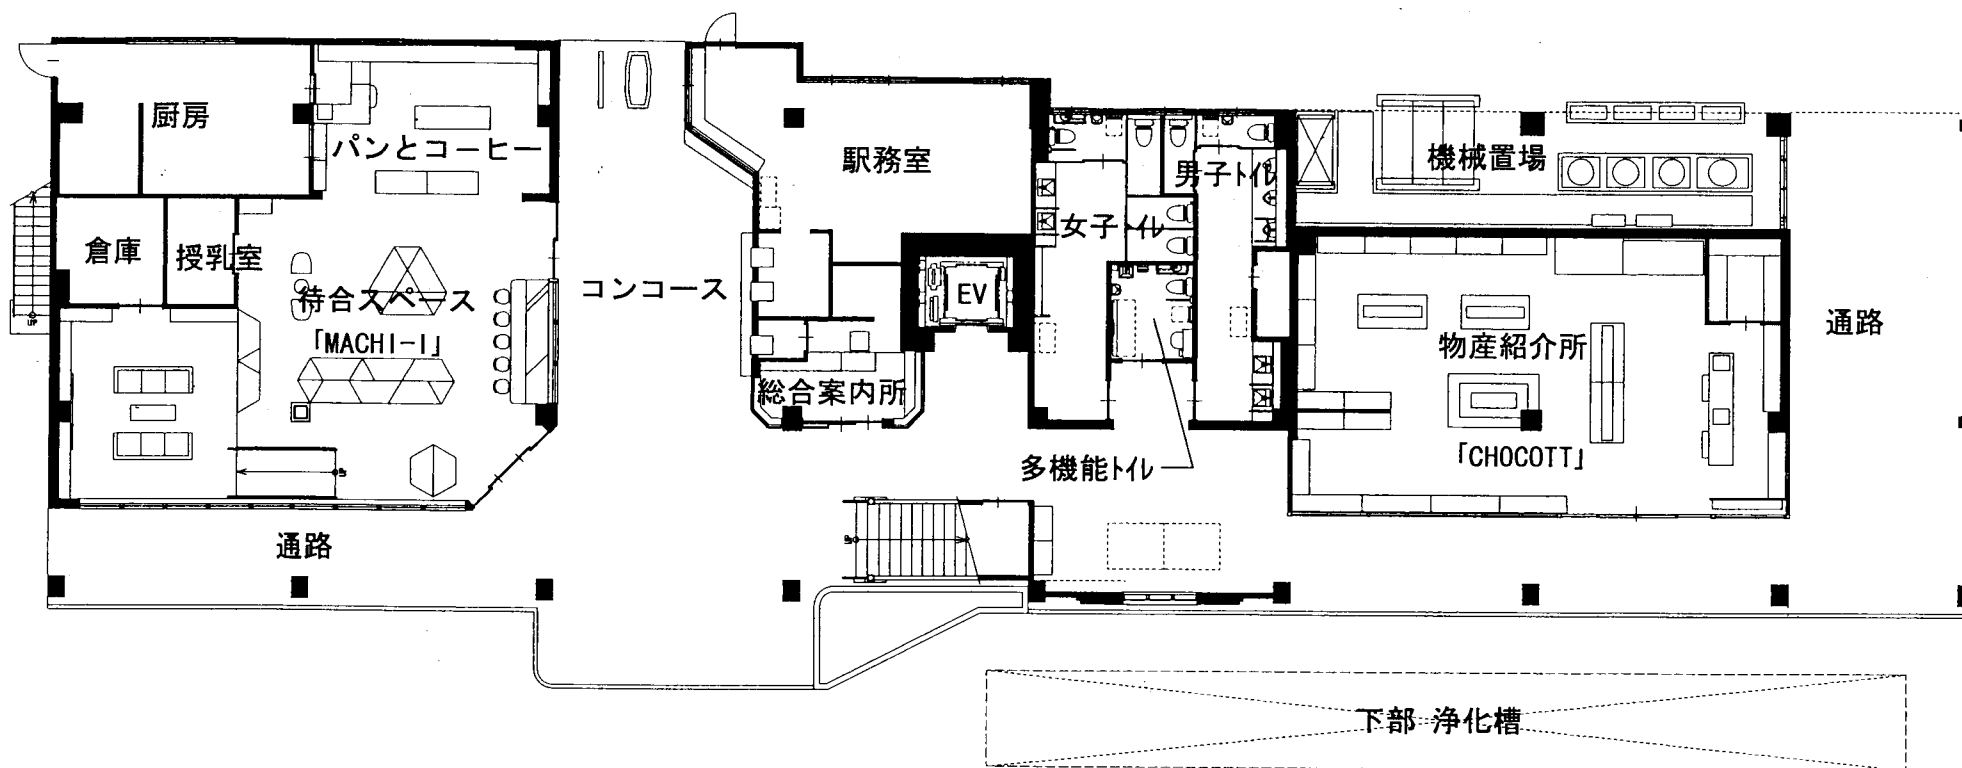 厨房
パンとコーヒー
駅務室
機械置場
男子トイレ
女子トイレ
倉庫
授乳室
待合スペース
「MACHI-I」
コンコース
EV
物産紹介所
「CHOCOTT」
通路
総合案内所
多機能トイレ
通路
下部 浄化槽